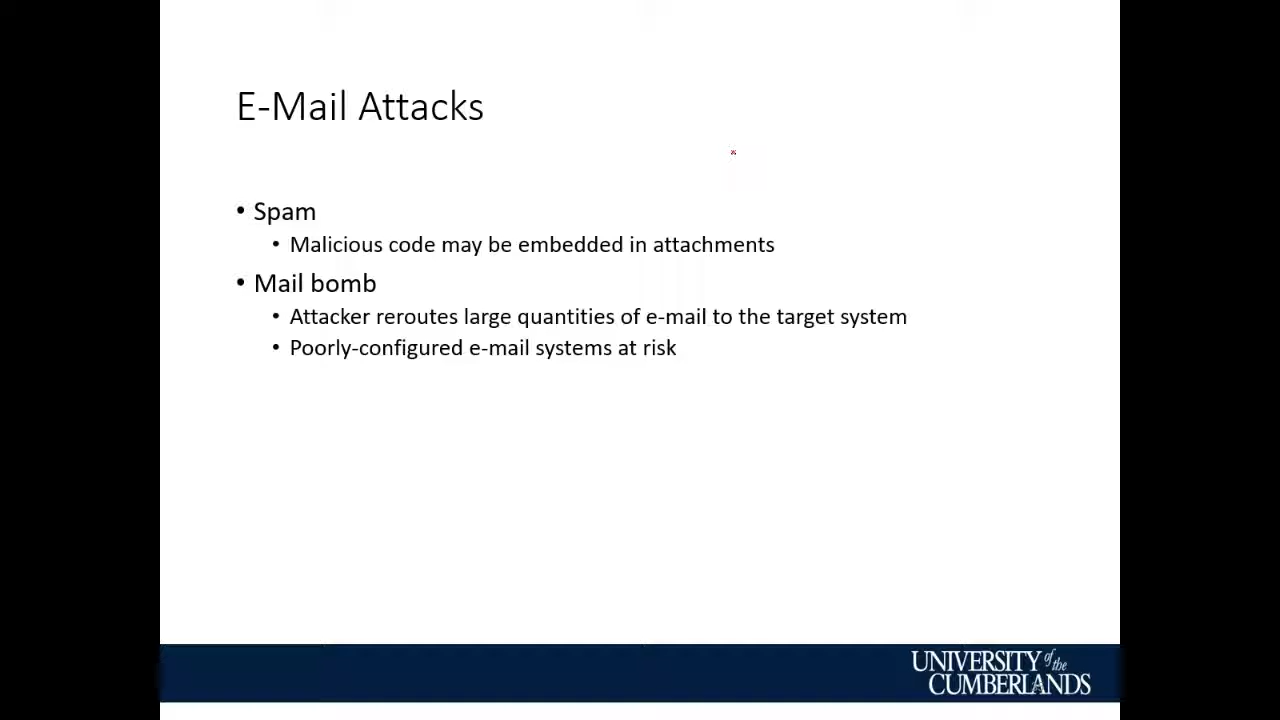 E-Mail Attacks
• Spam
• Malicious code may be embedded in attachments
• Mail bomb
• Attacker reroutes large quantities of e-mail to the target system
• Poorly-configured e-mail systems at risk
UNIVERSITY of the
CUMBERLANDS